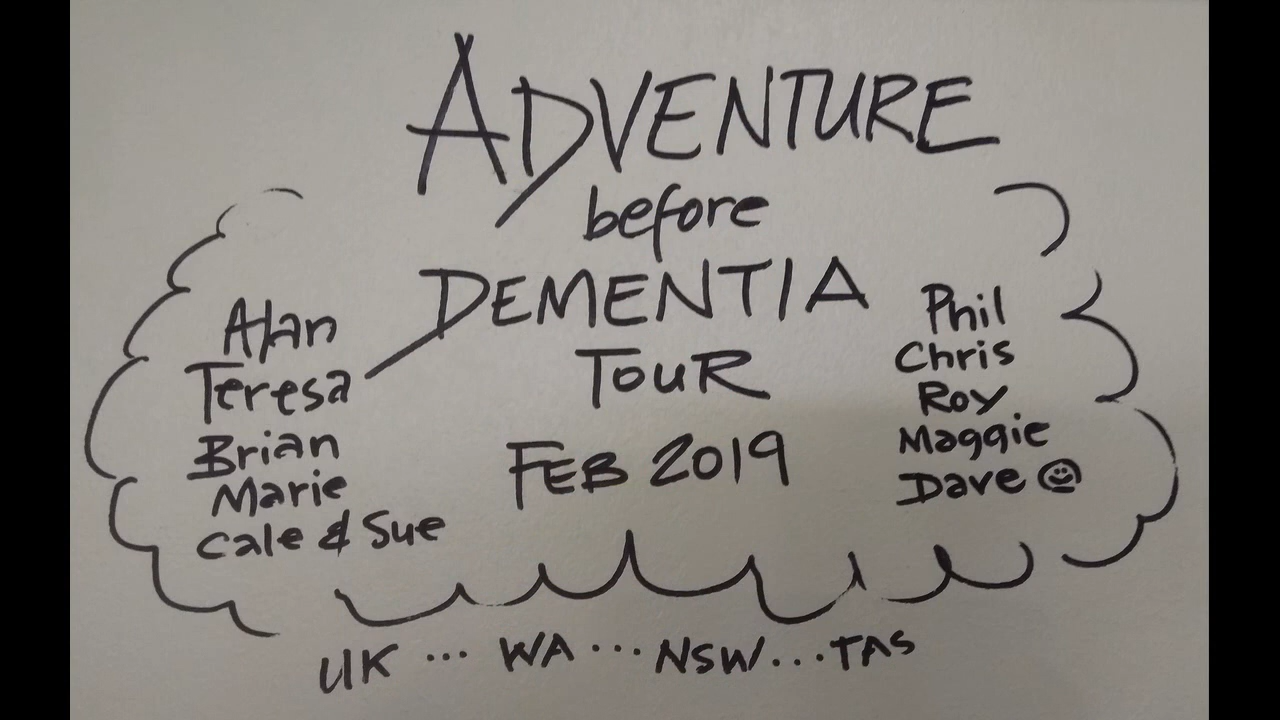 ADVENTURE
before
DEMENTIA
TOUR
FEB 2019
Alan
Teresa
Brian
Marie
Cale & Sue
Phil
Chris
Roy
Maggie
Dave ☺
UK ... WA ... NSW ... TAS